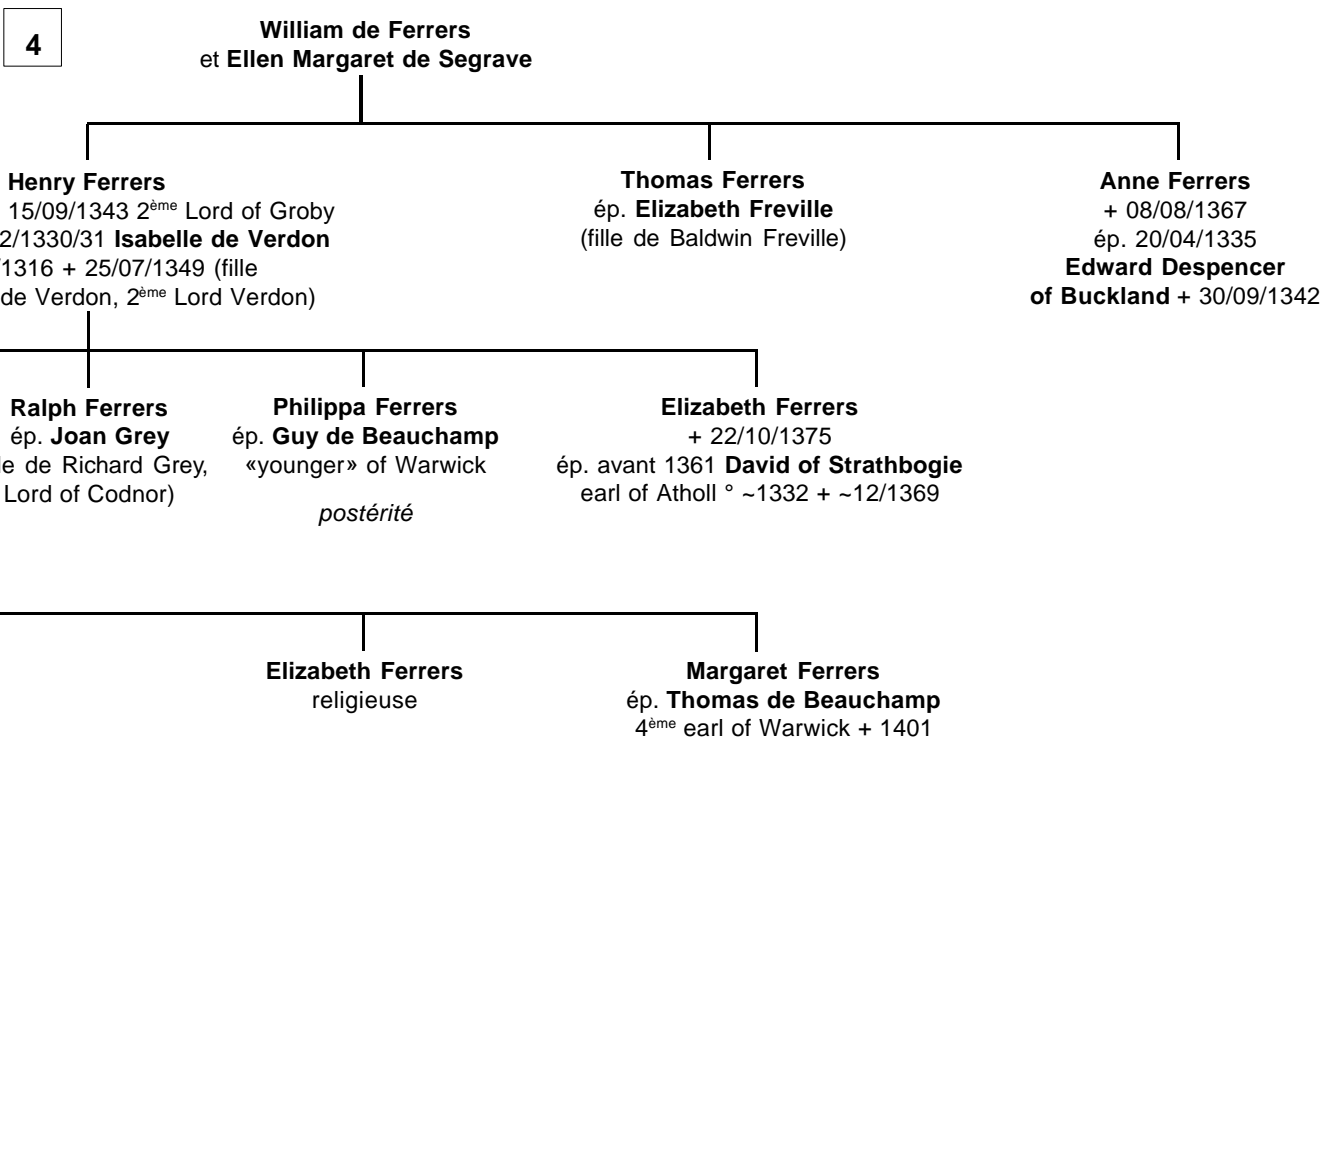 4
William de Ferrers
et Ellen Margaret de Segrave
Henry Ferrers
15/09/1343 2ème Lord of Groby
2/1330/31 Isabelle de Verdon
/1316 + 25/07/1349 (fille
de Verdon, 2ème Lord Verdon)
Thomas Ferrers
ép. Elizabeth Freville
(fille de Baldwin Freville)
Anne Ferrers
+ 08/08/1367
ép. 20/04/1335
Edward Despencer
of Buckland + 30/09/1342
Ralph Ferrers
ép. Joan Grey
le de Richard Grey,
Lord of Codnor)
Philippa Ferrers
ép. Guy de Beauchamp
«younger» of Warwick
postérité
Elizabeth Ferrers
+ 22/10/1375
ép. avant 1361 David of Strathbogie
earl of Atholl ° ~1332 + ~12/1369
Elizabeth Ferrers
religieuse
Margaret Ferrers
ép. Thomas de Beauchamp
4ème earl of Warwick + 1401